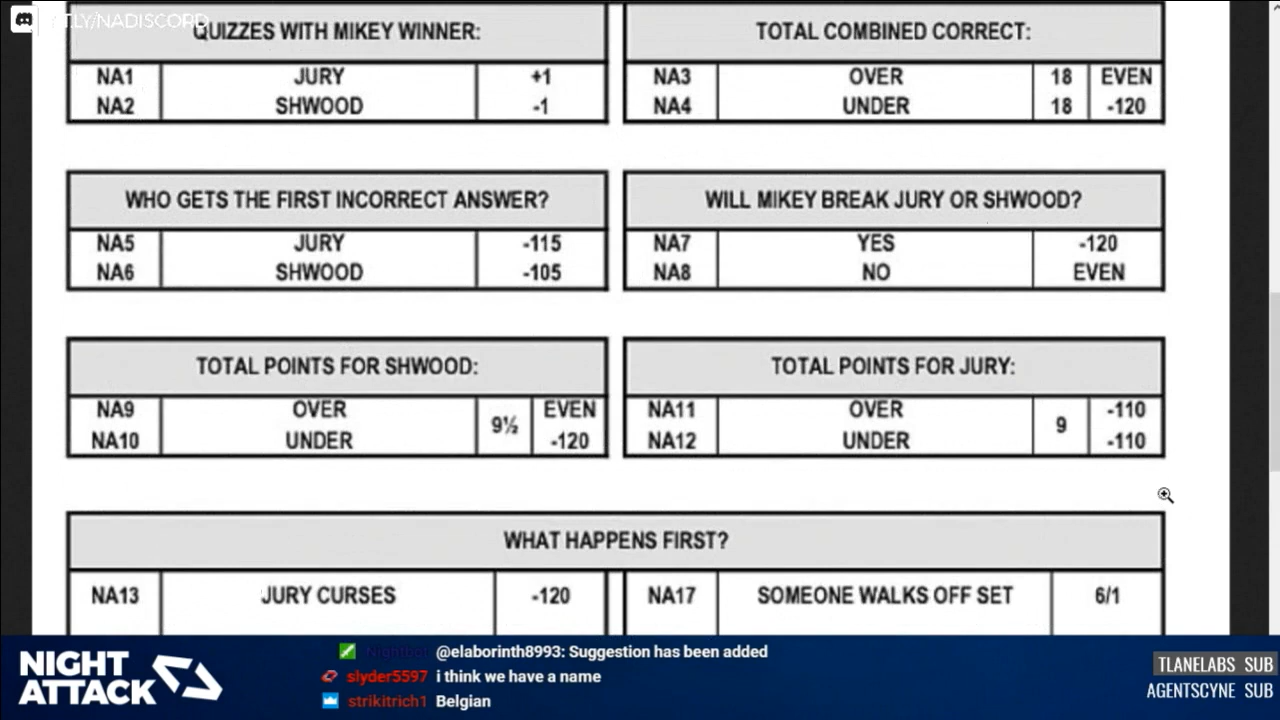 BIT.LY/NADISCORD
QUIZZES WITH MIKEY WINNER:
NA1 JURY +1
NA2 SHWOOD -1
TOTAL COMBINED CORRECT:
NA3 OVER 18 EVEN
NA4 UNDER 18 -120
WHO GETS THE FIRST INCORRECT ANSWER?
NA5 JURY -115
NA6 SHWOOD -105
WILL MIKEY BREAK JURY OR SHWOOD?
NA7 YES -120
NA8 NO EVEN
TOTAL POINTS FOR SHWOOD:
NA9 OVER 9½ EVEN
NA10 UNDER -120
TOTAL POINTS FOR JURY:
NA11 OVER 9 -110
NA12 UNDER -110
WHAT HAPPENS FIRST?
NA13 JURY CURSES -120
NA17 SOMEONE WALKS OFF SET 6/1
NIGHT
ATTACK
Nightbot @elaborinth8993: Suggestion has been added
slyder5597 i think we have a name
strikitrich1 Belgian
TLANELABS SUB
AGENTSCYNE SUB